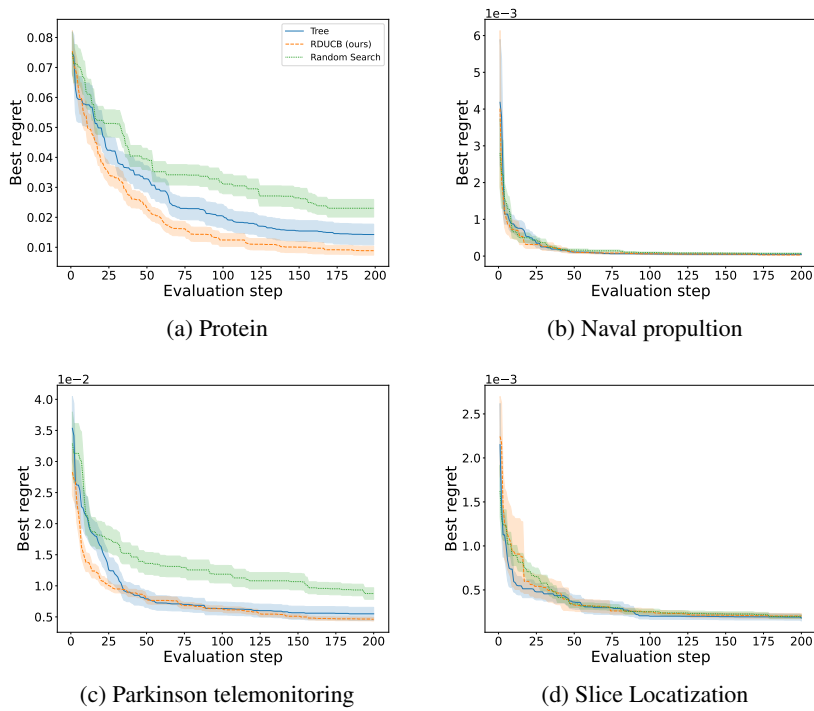 Tree
RDUCB (ours)
Random Search
0.08
0.07
0.06
0.05
0.04
0.03
0.02
0.01
Best regret
0 25 50 75 100 125 150 175 200
Evaluation step
(a) Protein
1e−3
6
5
4
3
2
1
0
Best regret
0 25 50 75 100 125 150 175 200
Evaluation step
(b) Naval propultion
1e−2
4.0
3.5
3.0
2.5
2.0
1.5
1.0
0.5
Best regret
0 25 50 75 100 125 150 175 200
Evaluation step
(c) Parkinson telemonitoring
1e−3
2.5
2.0
1.5
1.0
0.5
Best regret
0 25 50 75 100 125 150 175 200
Evaluation step
(d) Slice Locatization